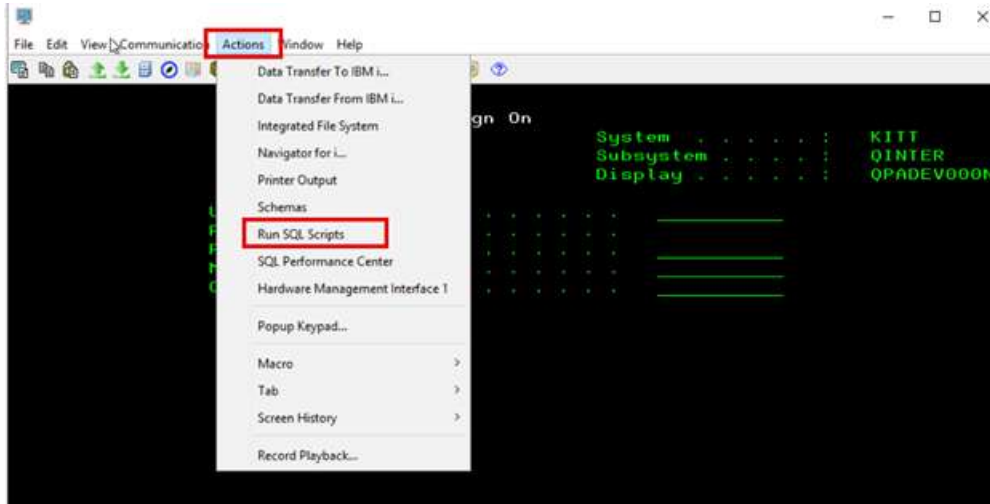 File Edit View Communication Actions Window Help
Data Transfer To IBM i...
Data Transfer From IBM i...
gn On
Integrated File System
System . . . . . : KITT
Navigator for i...
Subsystem . . . . : QINTER
Display . . . . . : QPADEV000N
Printer Output
Schemas
Run SQL Scripts
SQL Performance Center
Hardware Management Interface 1
Popup Keypad...
Macro >
Tab >
Screen History >
Record Playback...